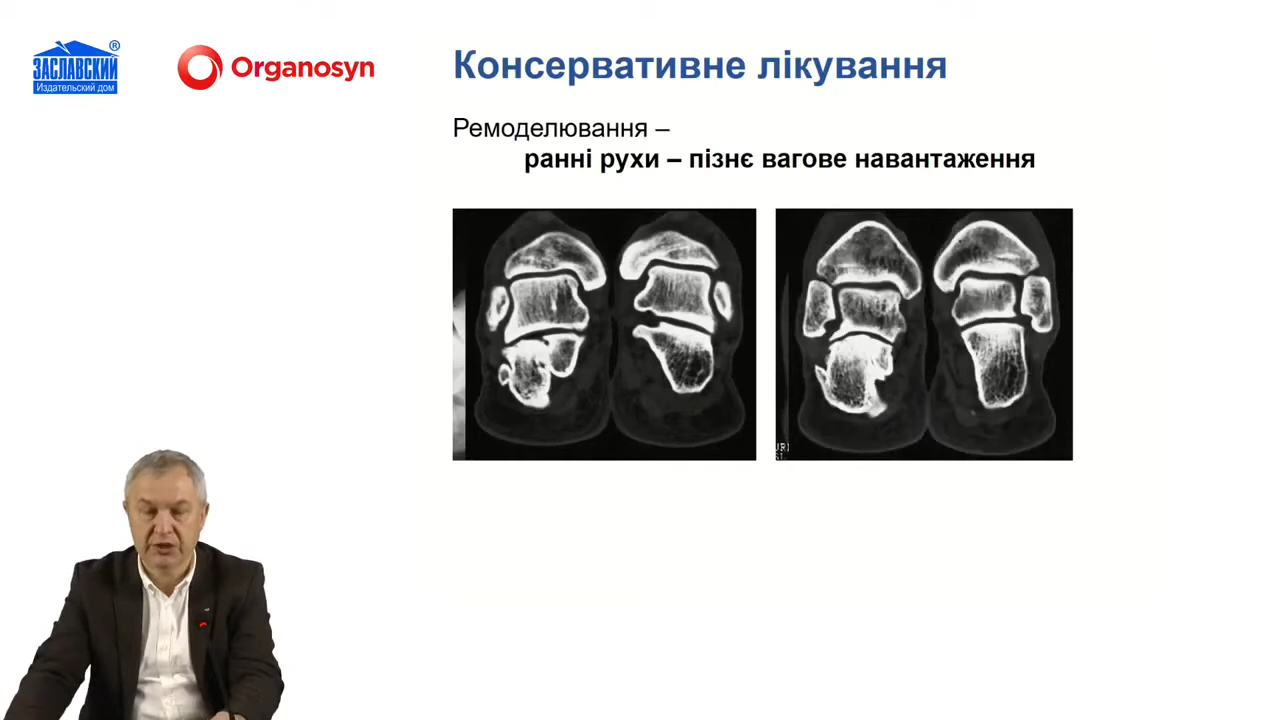 ЗАСЛАВСКИЙ ®
Издательский дом
Organosyn
Консервативне лікування
Ремоделювання –
ранні рухи – пізнє вагове навантаження